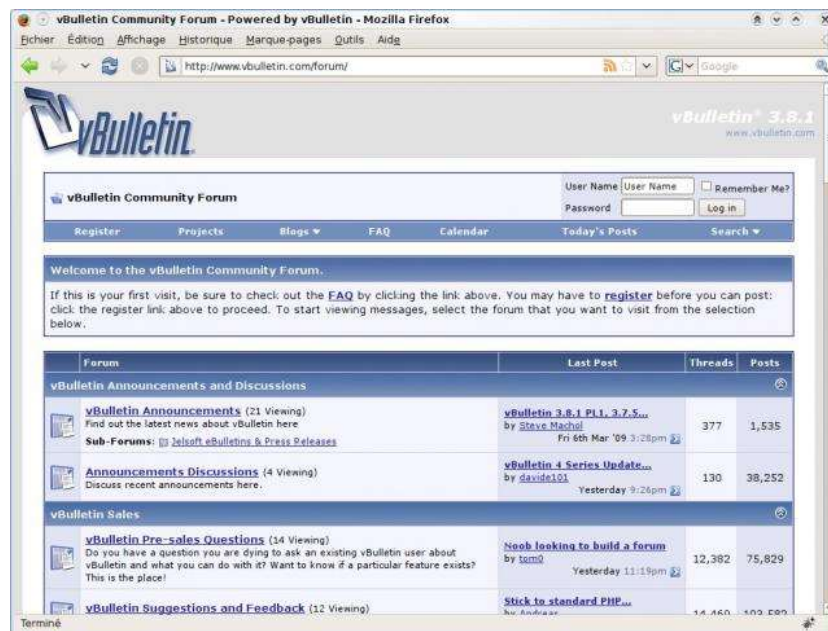 vBulletin Community Forum - Powered by vBulletin - Mozilla Firefox
Fichier Édition Affichage Historique Marque-pages Outils Aide
http://www.vbulletin.com/forum/
Google
vBulletin
vBulletin® 3.8.1
www.vbulletin.com
vBulletin Community Forum
User Name User Name Remember Me?
Password Log in
Register Projects Blogs FAQ Calendar Today's Posts Search
Welcome to the vBulletin Community Forum.
If this is your first visit, be sure to check out the FAQ by clicking the link above. You may have to register before you can post:
click the register link above to proceed. To start viewing messages, select the forum that you want to visit from the selection
below.
Forum Last Post Threads Posts
vBulletin Announcements and Discussions
vBulletin Announcements (21 Viewing)
Find out the latest news about vBulletin here
Sub-Forums: Jelsoft eBulletins & Press Releases
vBulletin 3.8.1 PL1, 3.7.5...
by Steve Machol
Fri 6th Mar '09 3:28pm
377 1,535
Announcements Discussions (4 Viewing)
Discuss recent announcements here.
vBulletin 4 Series Update...
by davide101
Yesterday 9:26pm
130 38,252
vBulletin Sales
vBulletin Pre-sales Questions (14 Viewing)
Do you have a question you are dying to ask an existing vBulletin user about
vBulletin and what you can do with it? Want to know if a particular feature exists?
This is the place!
Noob looking to build a forum
by tom0
Yesterday 11:19pm
12,382 75,829
vBulletin Suggestions and Feedback (12 Viewing)
Stick to standard PHP...
by Andreas
14,460 103,582
Terminé